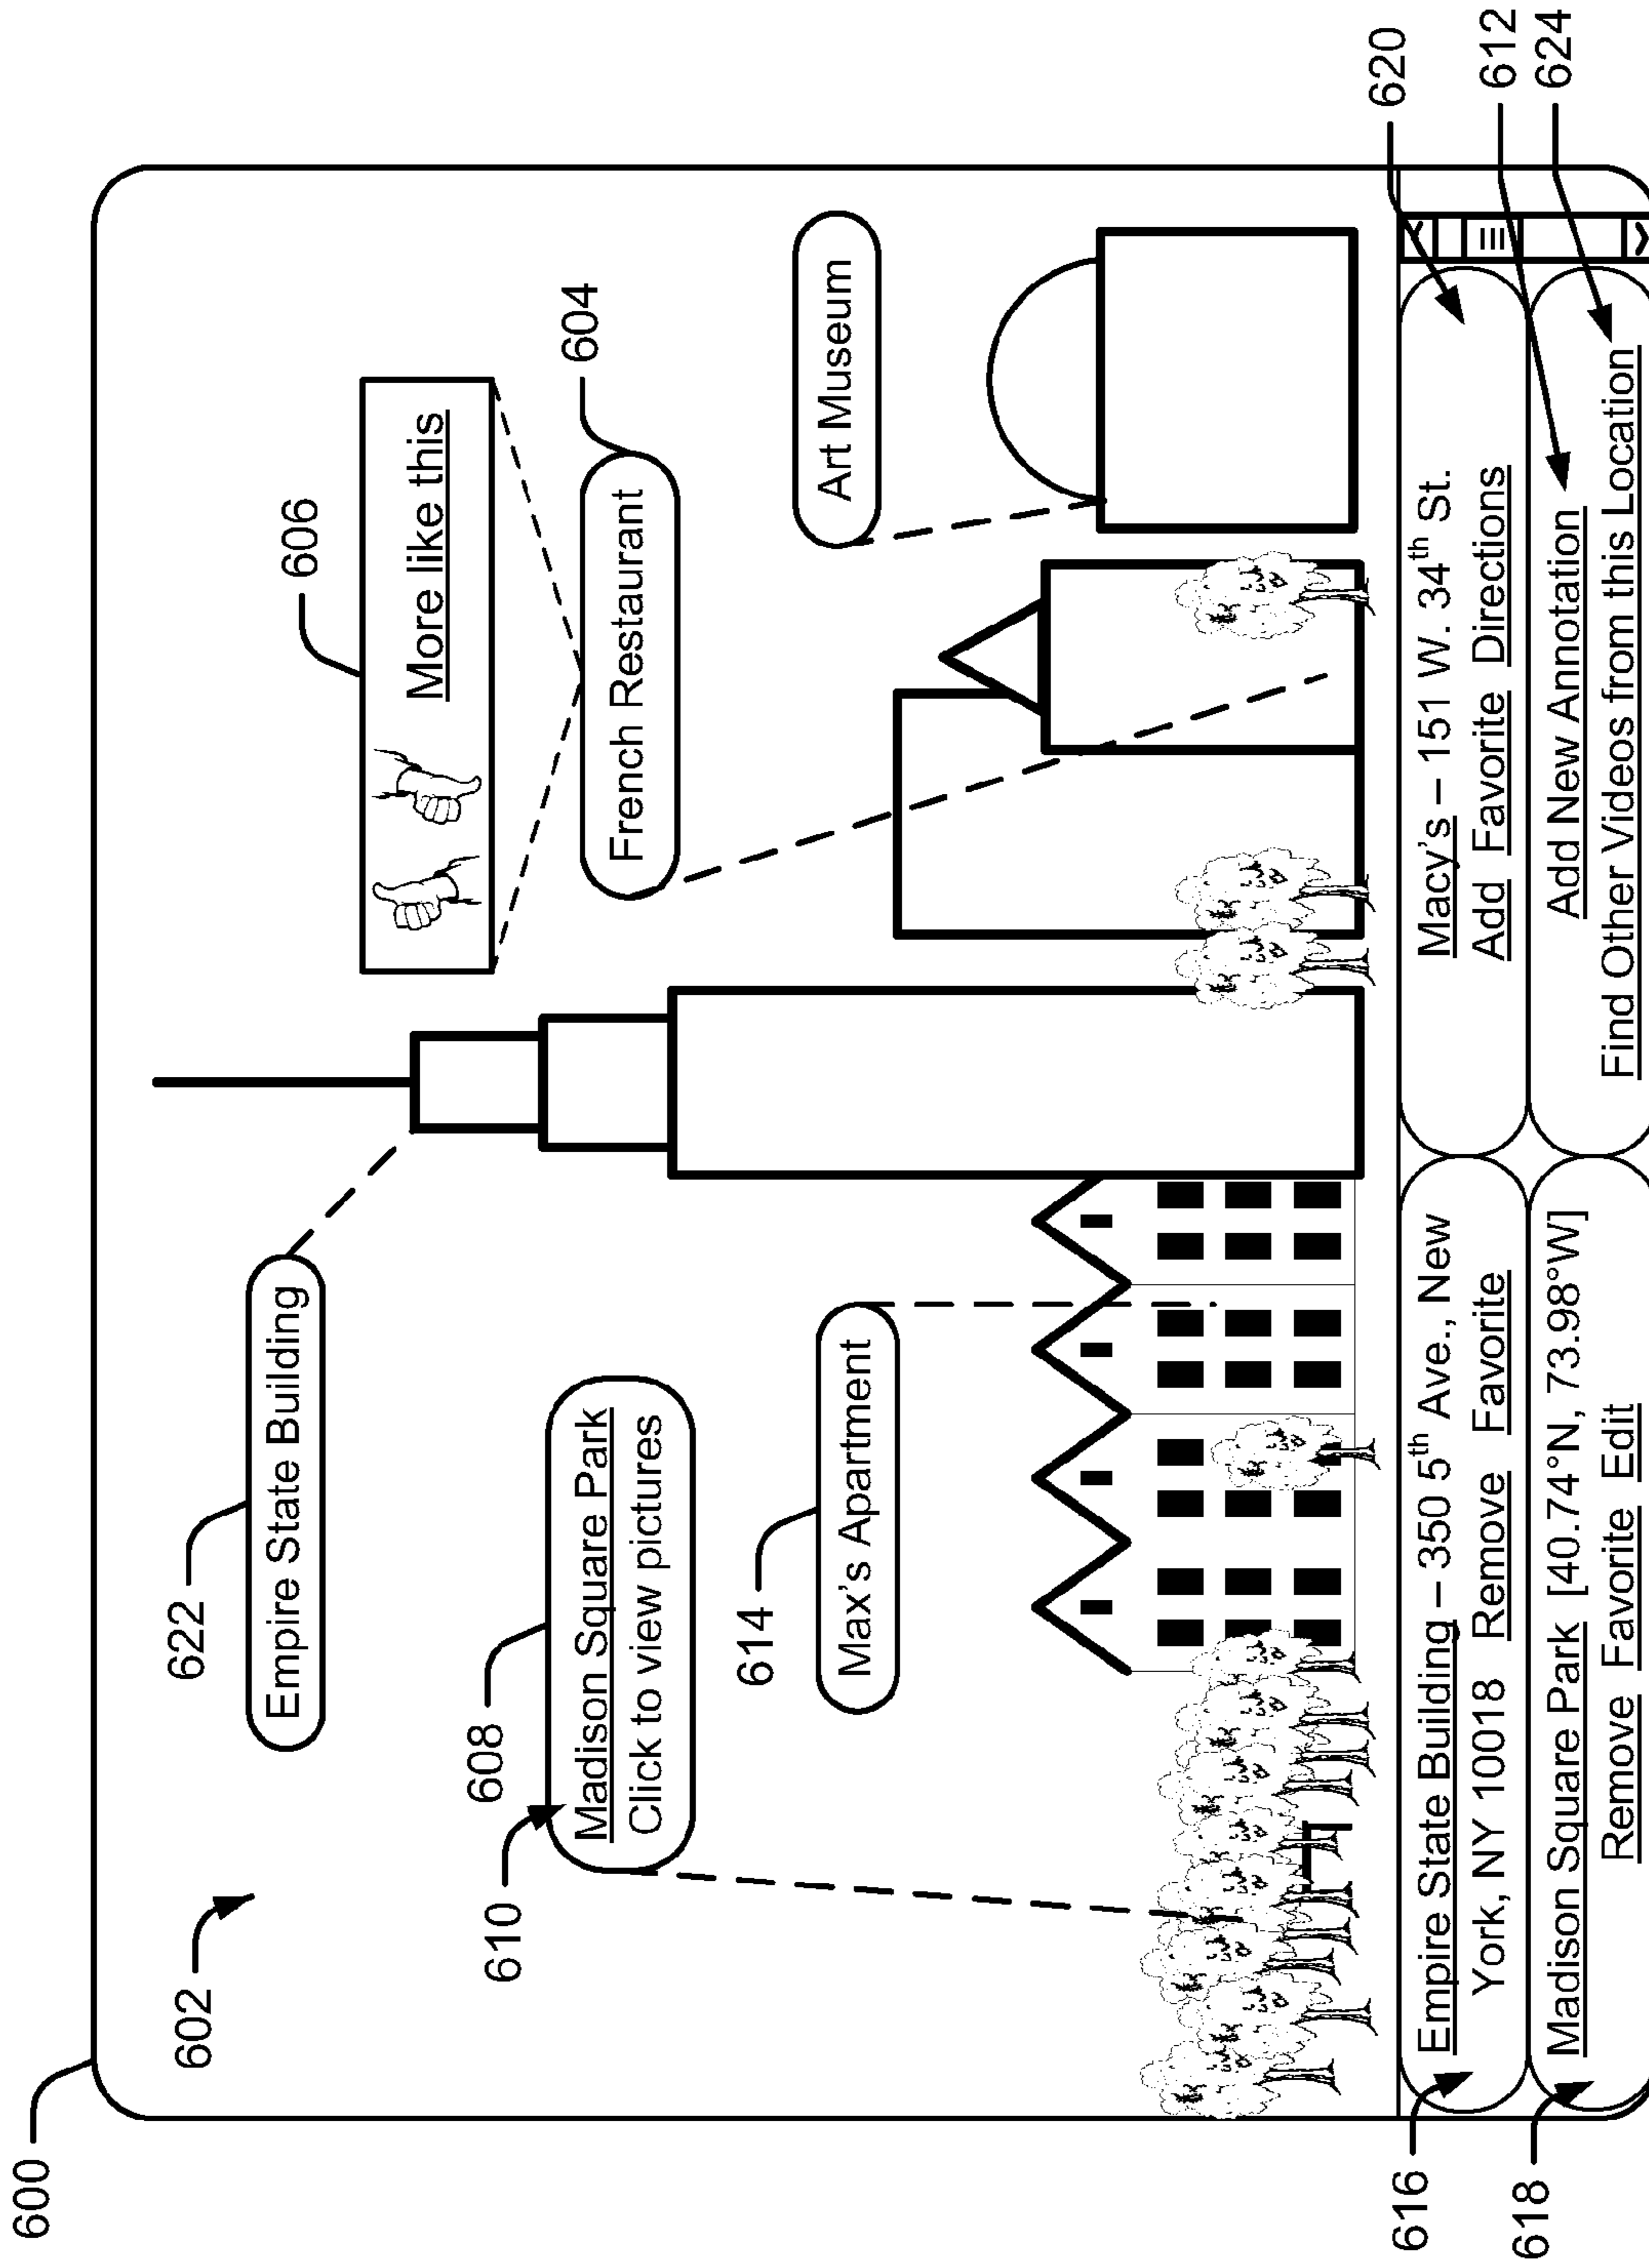 600
602
622
Empire State Building
606
More like this
608
610
Madison Square Park
Click to view pictures
604
French Restaurant
614
Max's Apartment
Art Museum
616
Empire State Building – 350 5th Ave., New
York, NY 10018 Remove Favorite
Macy's – 151 W. 34th St.
Add Favorite Directions
620
618
Madison Square Park [40.74°N, 73.98°W]
Remove Favorite Edit
Add New Annotation
Find Other Videos from this Location
612
624